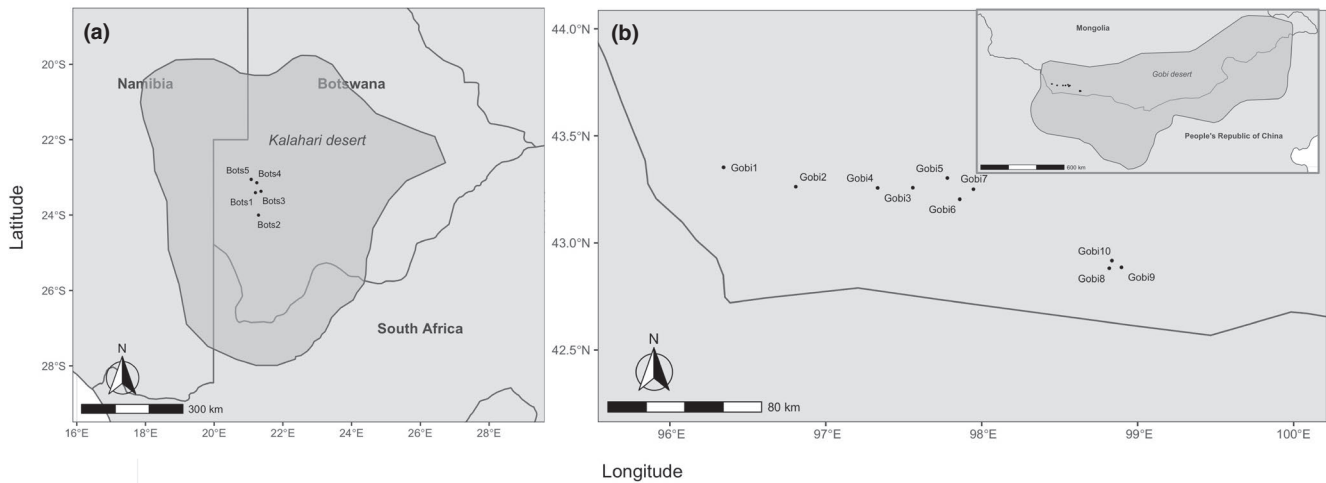 (a)
20°S
22°S
24°S
26°S
28°S
Latitude
Namibia
Botswana
Kalahari desert
Bots5
Bots4
Bots1
Bots3
Bots2
South Africa
N
300 km
16°E
18°E
20°E
22°E
24°E
26°E
28°E
(b)
44.0°N
43.5°N
43.0°N
42.5°N
Mongolia
Gobi desert
People's Republic of China
600 km
Gobi1
Gobi2
Gobi4
Gobi3
Gobi5
Gobi7
Gobi6
Gobi10
Gobi8
Gobi9
N
80 km
96°E
97°E
98°E
99°E
100°E
Longitude